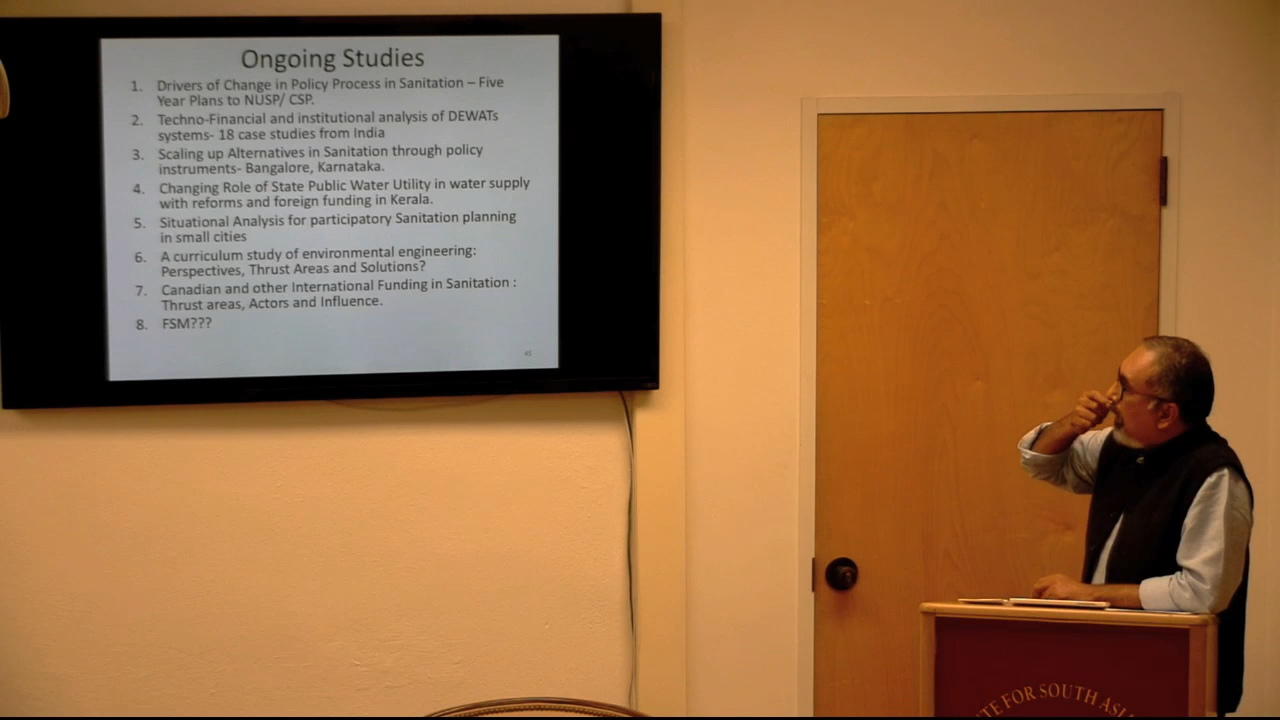 Ongoing Studies
1. Drivers of Change in Policy Process in Sanitation – Five
Year Plans to NUSP/ CSP.
2. Techno-Financial and institutional analysis of DEWATs
systems- 18 case studies from India
3. Scaling up Alternatives in Sanitation through policy
instruments- Bangalore, Karnataka.
4. Changing Role of State Public Water Utility in water supply
with reforms and foreign funding in Kerala.
5. Situational Analysis for participatory Sanitation planning
in small cities
6. A curriculum study of environmental engineering:
Perspectives, Thrust Areas and Solutions?
7. Canadian and other International Funding in Sanitation :
Thrust areas, Actors and Influence.
8. FSM???
FOR SOUTH